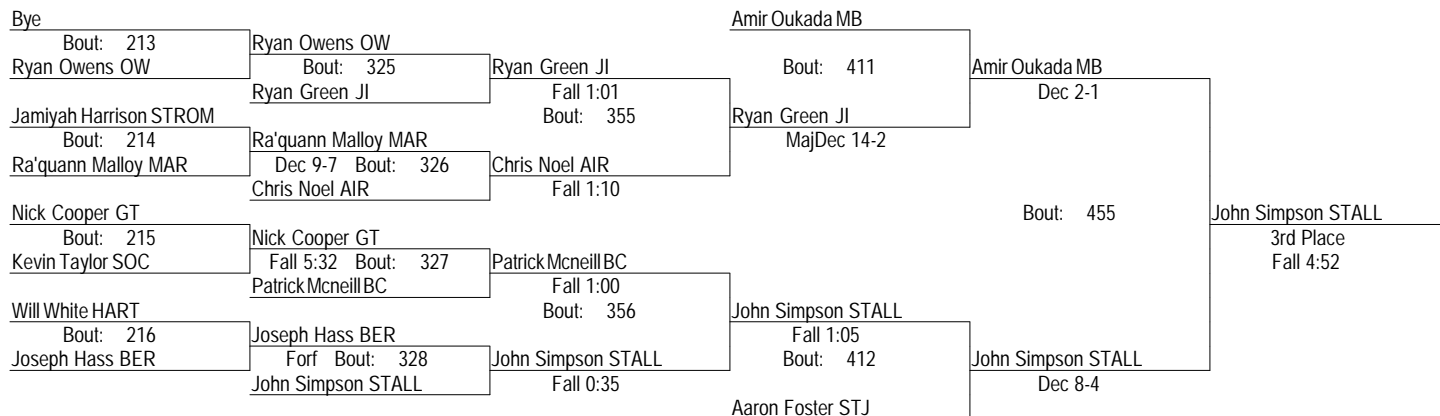 Bye
Amir Oukada MB
Bout: 213
Ryan Owens OW
Ryan Owens OW
Bout: 325
Ryan Green JI
Bout: 411
Amir Oukada MB
Ryan Green JI
Fall 1:01
Dec 2-1
Jamiyah Harrison STROM
Bout: 355
Ryan Green JI
Bout: 214
Ra'quann Malloy MAR
MajDec 14-2
Ra'quann Malloy MAR
Dec 9-7 Bout: 326
Chris Noel AIR
Chris Noel AIR
Fall 1:10
Nick Cooper GT
Bout: 455
John Simpson STALL
Bout: 215
Nick Cooper GT
3rd Place
Kevin Taylor SOC
Fall 5:32 Bout: 327
Patrick Mcneill BC
Fall 4:52
Patrick Mcneill BC
Fall 1:00
Will White HART
Bout: 356
John Simpson STALL
Bout: 216
Joseph Hass BER
Fall 1:05
Joseph Hass BER
Forf Bout: 328
John Simpson STALL
Bout: 412
John Simpson STALL
John Simpson STALL
Fall 0:35
Dec 8-4
Aaron Foster STJ